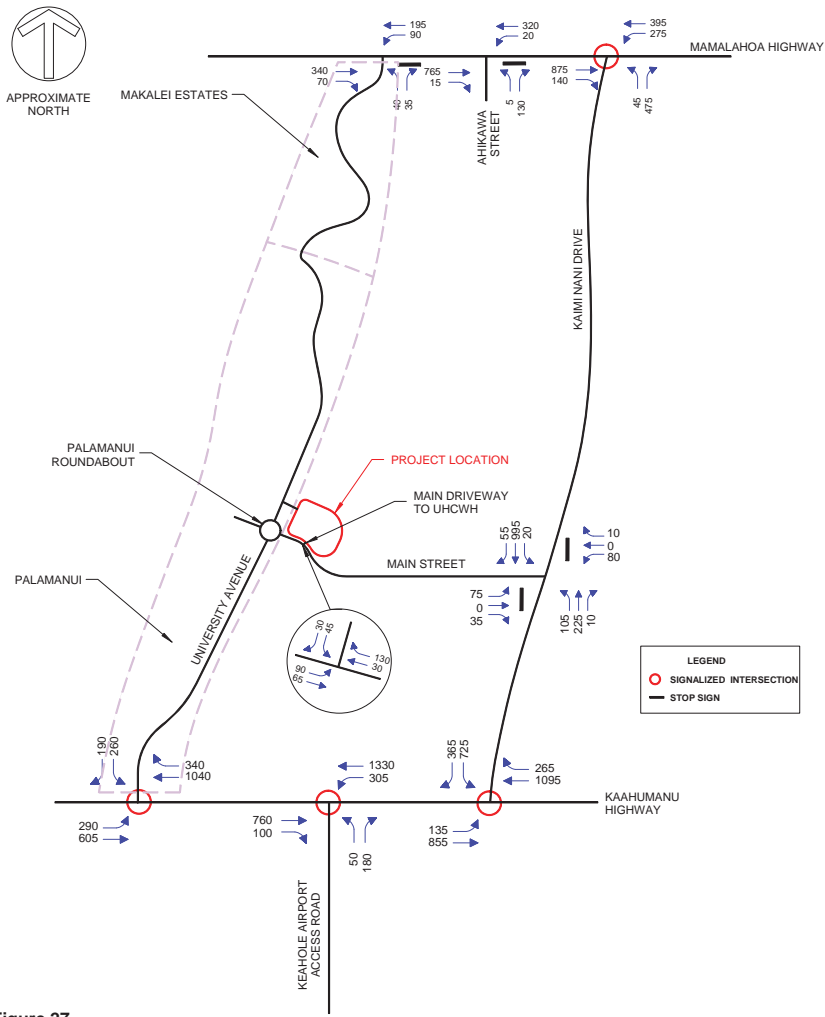 195
90
320
20
395
275
MAMALAHOA HIGHWAY
APPROXIMATE
NORTH
MAKALEI ESTATES
340
70
35
765
15
5
130
875
140
45
475
AHIKAWA
STREET
KAIMI NANI DRIVE
PALAMANUI
ROUNDABOUT
PROJECT LOCATION
MAIN DRIVEWAY
TO UHCWH
MAIN STREET
55
995
20
10
0
80
75
0
35
105
225
10
PALAMANUI
UNIVERSITY AVENUE
30
45
130
30
90
65
LEGEND
SIGNALIZED INTERSECTION
STOP SIGN
190
260
340
1040
290
605
1330
305
760
100
50
180
365
725
265
1095
135
855
KAAHUMANU
HIGHWAY
KEAHOLE AIRPORT
ACCESS ROAD